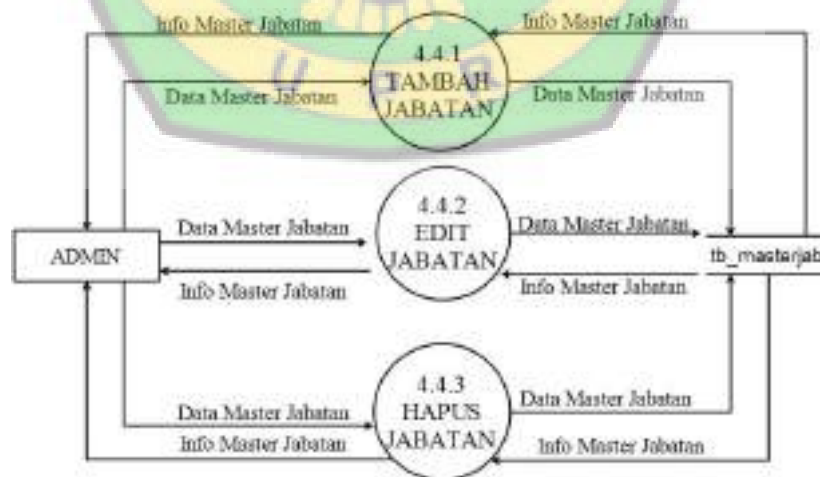 Info Master Jabatan
Info Master Jabatan
4.4.1
TAMBAH
JABATAN
Data Master Jabatan
Data Master Jabatan
4.4.2
EDIT
JABATAN
Data Master Jabatan
Data Master Jabatan
ADMIN
tb_masterjab
Info Master Jabatan
Info Master Jabatan
4.4.3
HAPUS
JABATAN
Data Master Jabatan
Data Master Jabatan
Info Master Jabatan
Info Master Jabatan